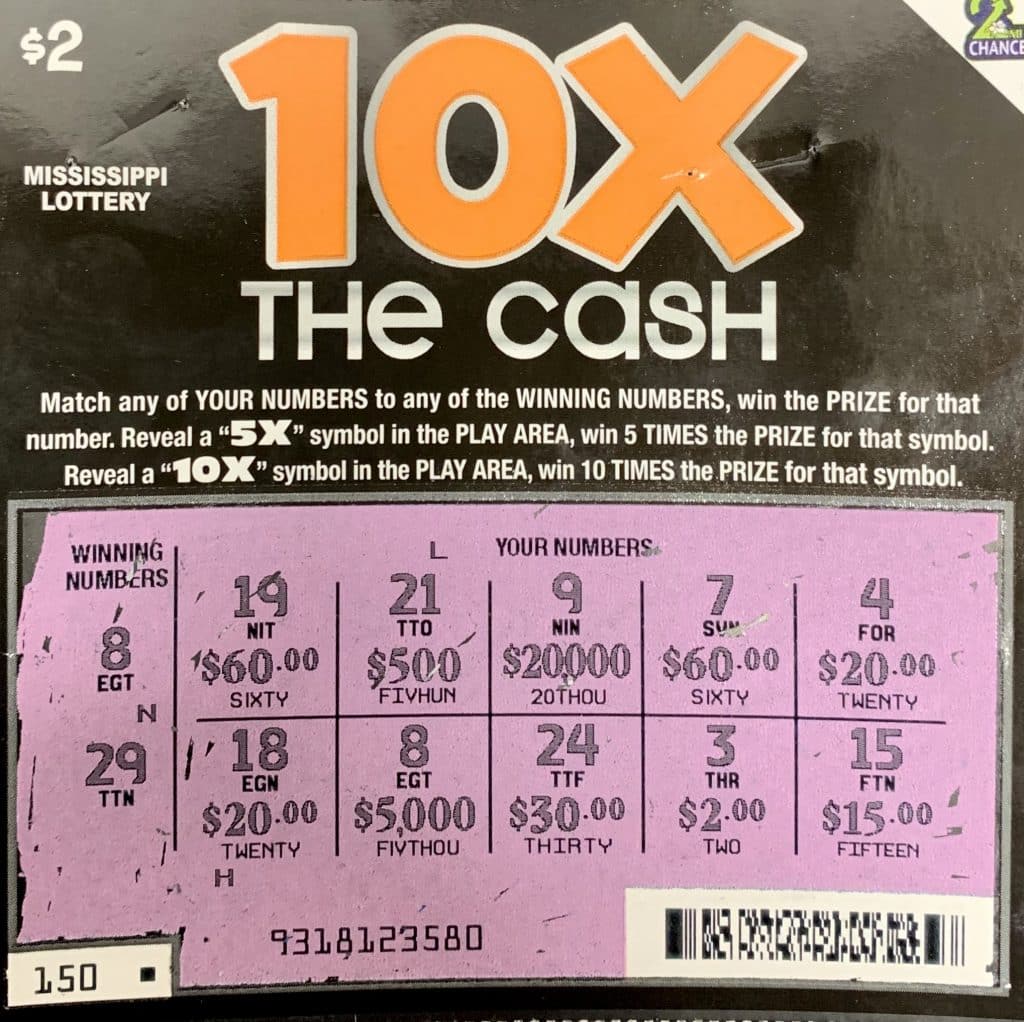 $2
10X
THE CASH
MISSISSIPPI
LOTTERY
2
CHANCE
Match any of YOUR NUMBERS to any of the WINNING NUMBERS, win the PRIZE for that
number. Reveal a “5X” symbol in the PLAY AREA, win 5 TIMES the PRIZE for that symbol.
Reveal a “10X” symbol in the PLAY AREA, win 10 TIMES the PRIZE for that symbol.
WINNING
NUMBERS
8
EGT
N
29
TTN
L YOUR NUMBERS
19 21 9 7 4
NIT TTO NIN SVN FOR
$60.00 $500 $20000 $60.00 $20.00
SIXTY FIVHUN 20THOU SIXTY TWENTY
18 8 24 3 15
EGN EGT TTF THR FTN
$20.00 $5,000 $30.00 $2.00 $15.00
TWENTY FIVTHOU THIRTY TWO FIFTEEN
H
9318123580
150